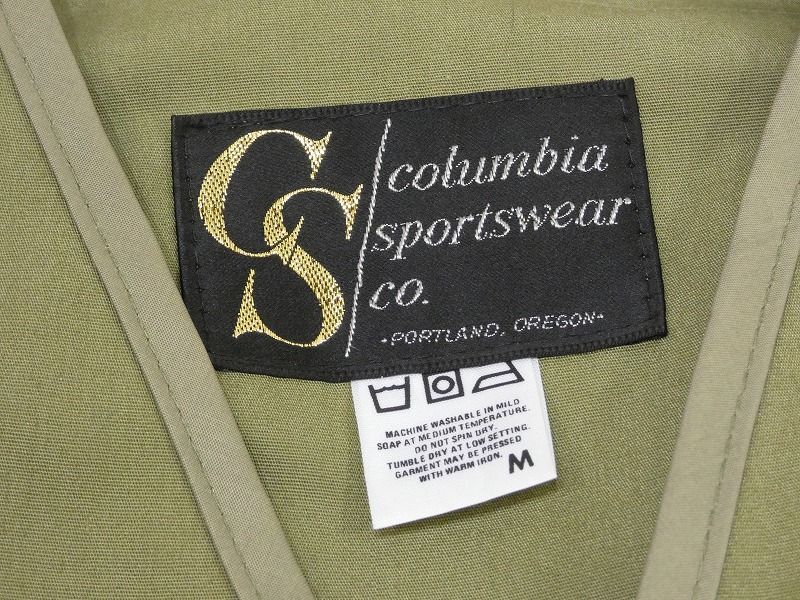 CS
columbia
sportswear
co.
-PORTLAND, OREGON-
MACHINE WASHABLE IN MILD
SOAP AT MEDIUM TEMPERATURE.
DO NOT SPIN DRY.
TUMBLE DRY AT LOW SETTING.
GARMENT MAY BE PRESSED
WITH WARM IRON.
M